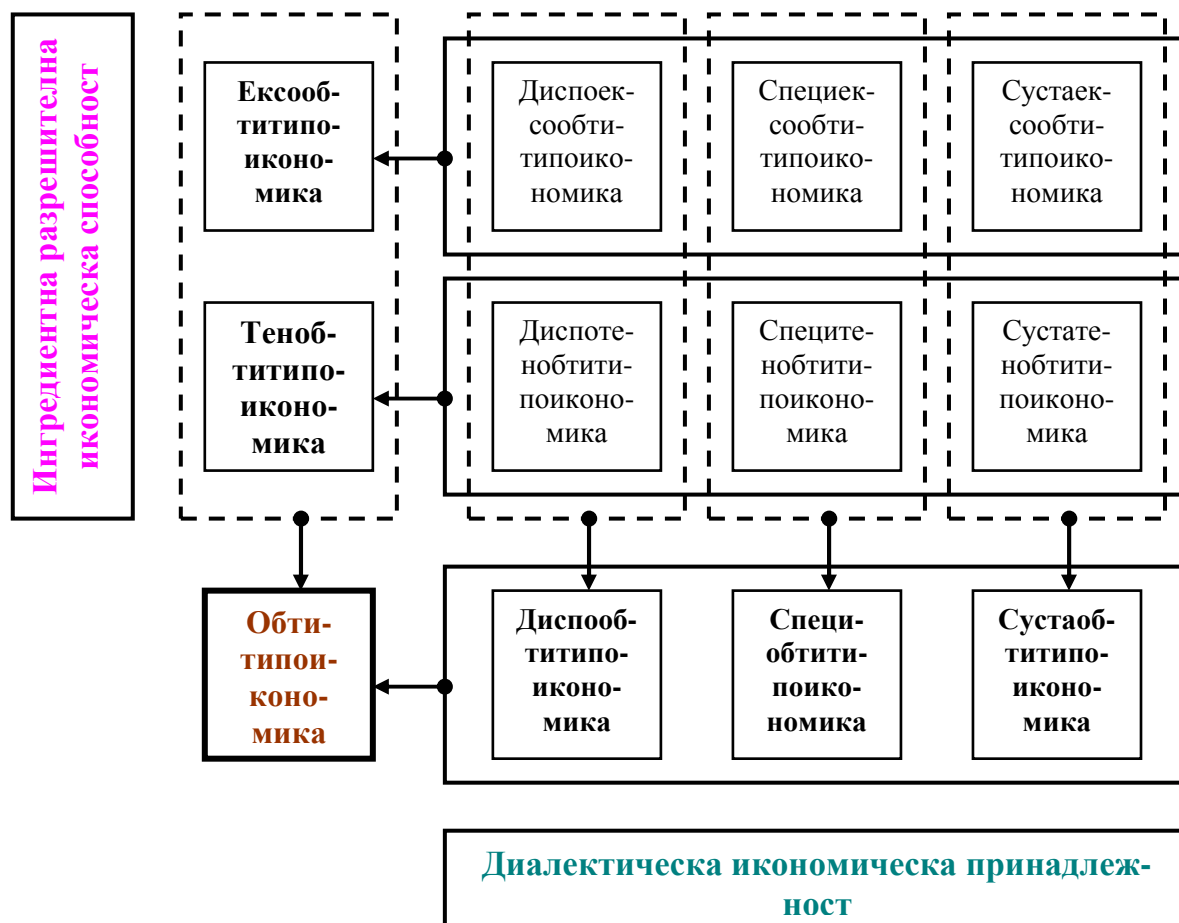 Ингредиентна разрешителна
икономическа способност
Ексооб-
титипо-
иконо-
мика
Диспоек-
сообти-
типоико-
номика
Специек-
сообти-
типоико-
номика
Сустаек-
сообти-
типоико-
номика
Теноб-
титипо-
иконо-
мика
Диспоте-
нобтити-
поиконо-
мика
Специте-
нобтити-
поиконо-
мика
Сустате-
нобтити-
поиконо-
мика
Обти-
типои-
коно-
мика
Диспооб-
титипо-
иконо-
мика
Специ-
обтити-
поико-
номика
Сустаоб-
титипо-
иконо-
мика
Диалектическа икономическа принадлеж-
ност